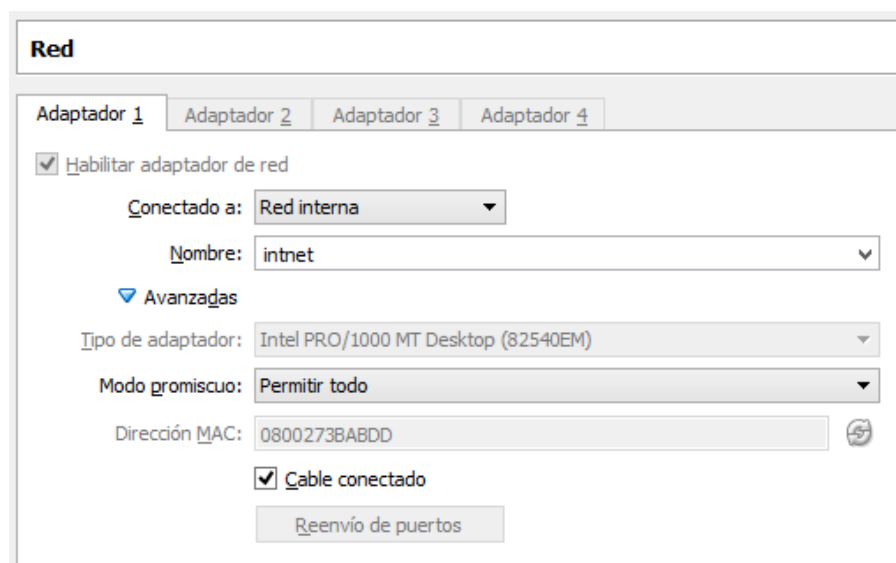 Red
Adaptador 1 Adaptador 2 Adaptador 3 Adaptador 4
Habilitar adaptador de red
Conectado a: Red interna
Nombre: intnet
Avanzadas
Tipo de adaptador: Intel PRO/1000 MT Desktop (82540EM)
Modo promiscuo: Permitir todo
Dirección MAC: 0800273BABDD
Cable conectado
Reenvío de puertos